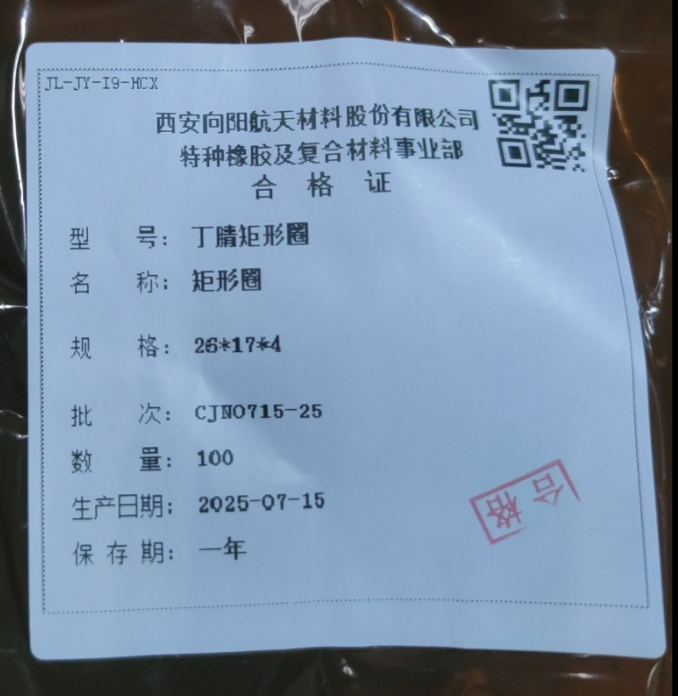 JL-JY-19-HCX
西安向阳航天材料股份有限公司
特种橡胶及复合材料事业部
合格证
型 号: 丁腈矩形圈
名 称: 矩形圈
规 格: 26*17*4
批 次: CJNO715-25
数 量: 100
生产日期: 2025-07-15
保存期: 一年
合格